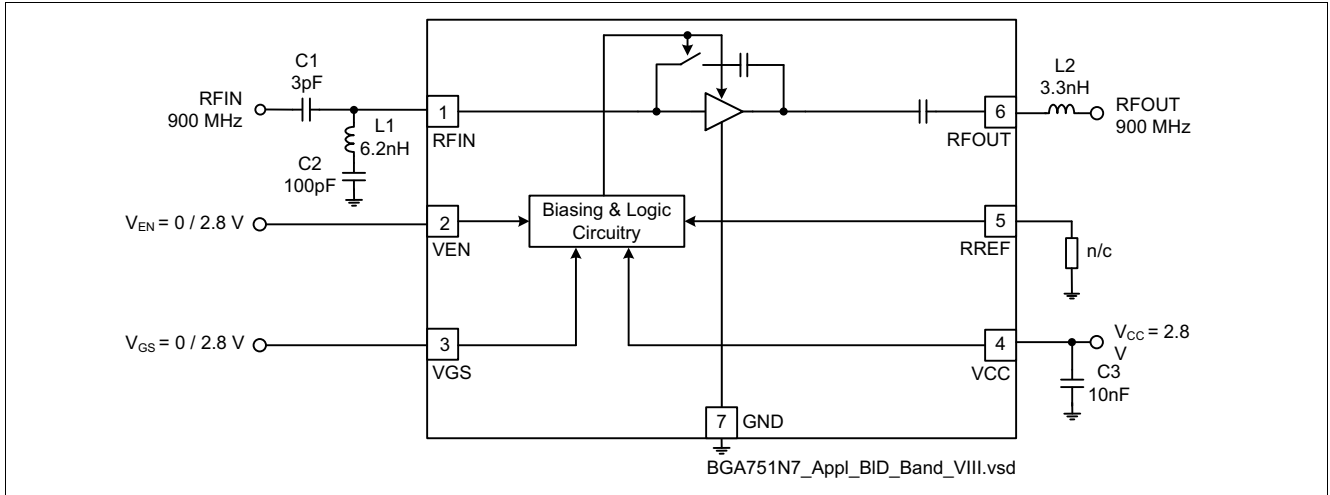 C1
3pF
RFIN
900 MHz
L1
6.2nH
C2
100pF
1
RFIN
6
RFOUT
L2
3.3nH
RFOUT
900 MHz
V_EN = 0 / 2.8 V
2
VEN
Biasing & Logic
Circuitry
5
RREF
n/c
V_GS = 0 / 2.8 V
3
VGS
4
VCC
V_CC = 2.8
V
C3
10nF
7
GND
BGA751N7_Appl_BlD_Band_VIII.vsd